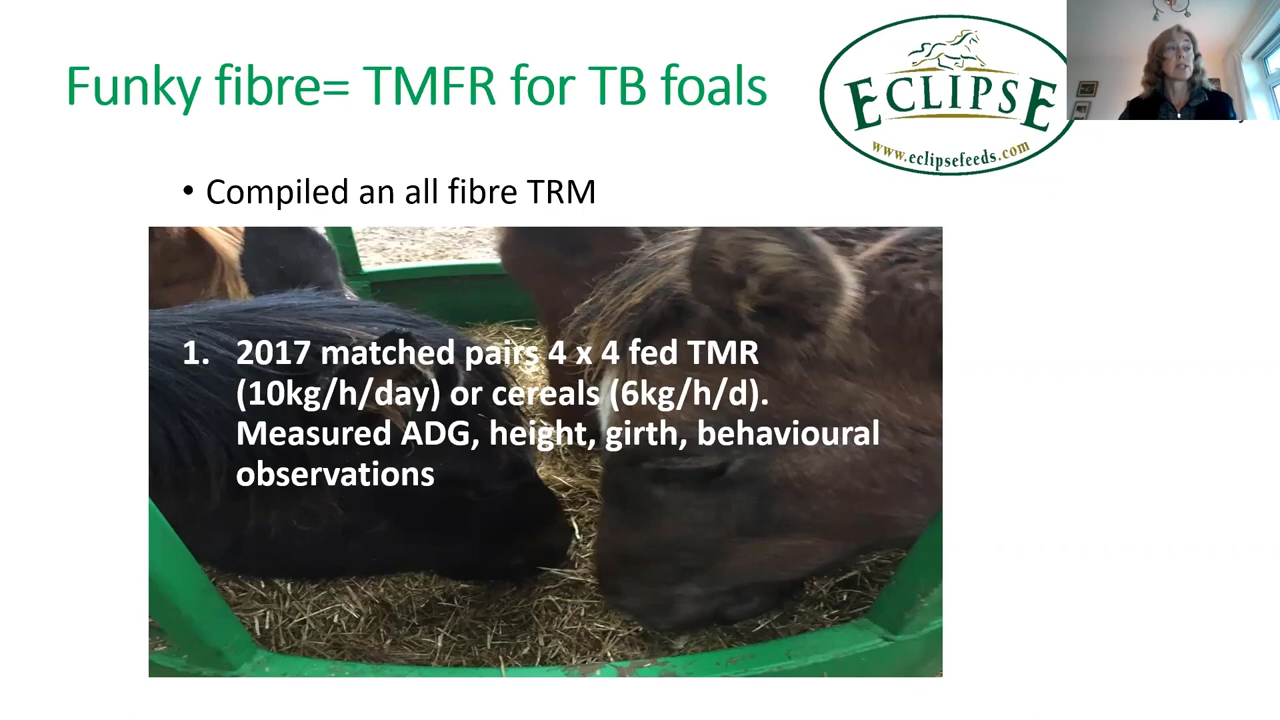 Funky fibre= TMFR for TB foals
ECLIPSE
www.eclipsefeeds.com
• Compiled an all fibre TRM
1. 2017 matched pairs 4 x 4 fed TMR
(10kg/h/day) or cereals (6kg/h/d).
Measured ADG, height, girth, behavioural
observations